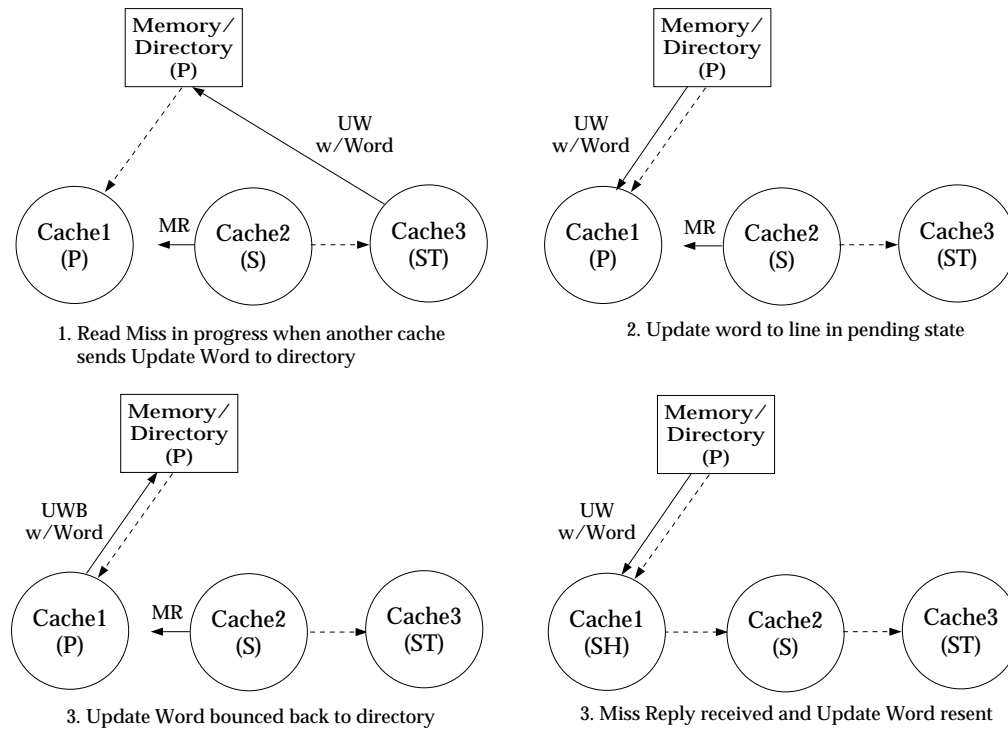 Memory/
Directory
(P)
UW
w/Word
Cache1
(P)
MR
Cache2
(S)
Cache3
(ST)
1. Read Miss in progress when another cache
sends Update Word to directory
Memory/
Directory
(P)
UW
w/Word
Cache1
(P)
MR
Cache2
(S)
Cache3
(ST)
2. Update word to line in pending state
Memory/
Directory
(P)
UWB
w/Word
Cache1
(P)
MR
Cache2
(S)
Cache3
(ST)
3. Update Word bounced back to directory
Memory/
Directory
(P)
UW
w/Word
Cache1
(SH)
Cache2
(S)
Cache3
(ST)
3. Miss Reply received and Update Word resent